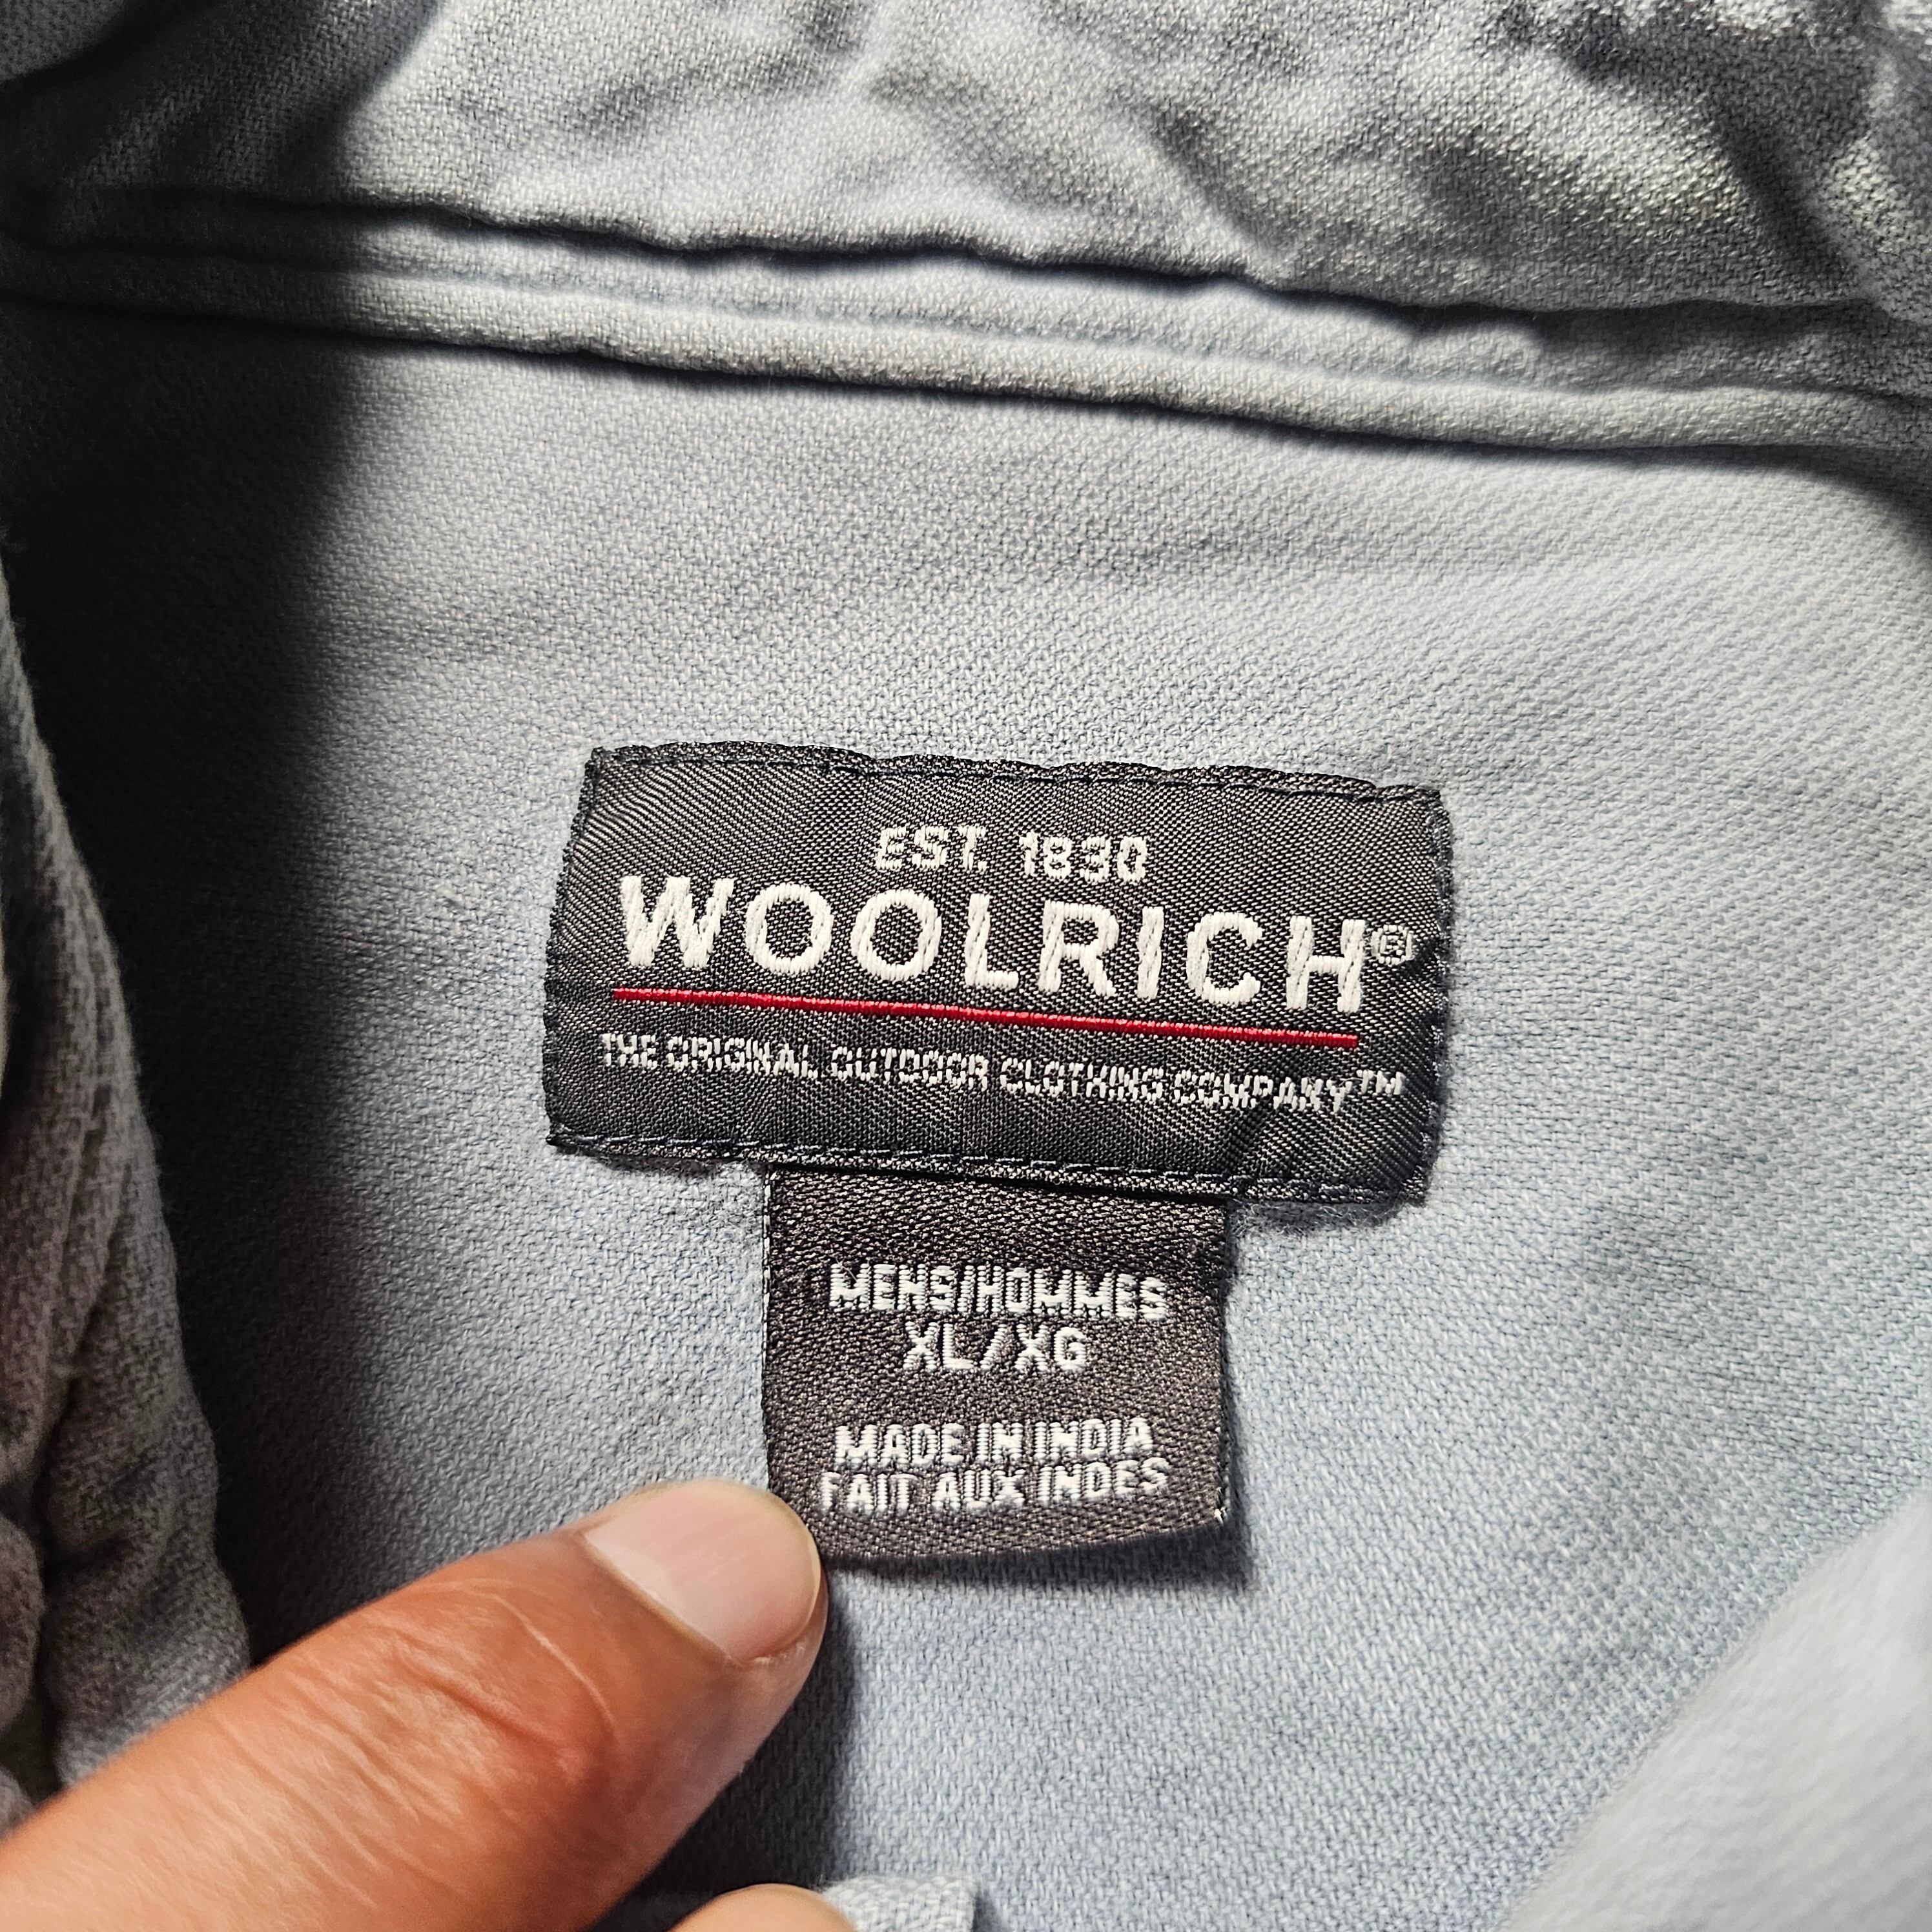 EST. 1830
WOOLRICH®
THE ORIGINAL OUTDOOR CLOTHING COMPANY™
MENS/HOMMES
XL/XG
MADE IN INDIA
FAIT AUX INDES